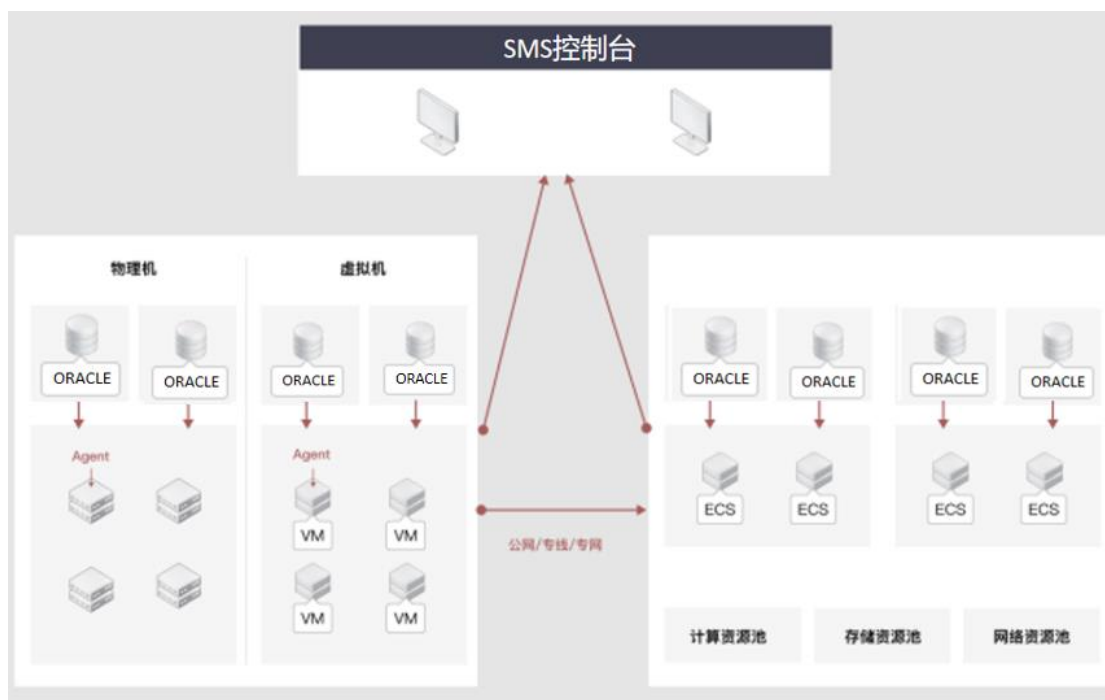 SMS控制台
物理机
虚拟机
ORACLE
ORACLE
ORACLE
ORACLE
Agent
Agent
VM
VM
VM
VM
公网/专线/专网
ORACLE
ORACLE
ORACLE
ORACLE
ECS
ECS
ECS
ECS
计算资源池
存储资源池
网络资源池